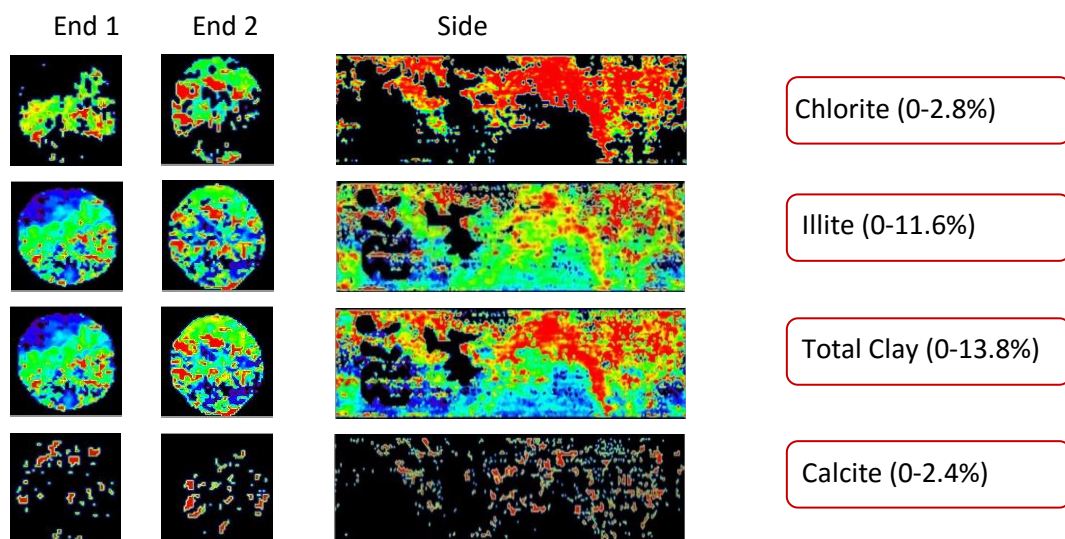 End 1 End 2 Side
Chlorite (0-2.8%)
Illite (0-11.6%)
Total Clay (0-13.8%)
Calcite (0-2.4%)